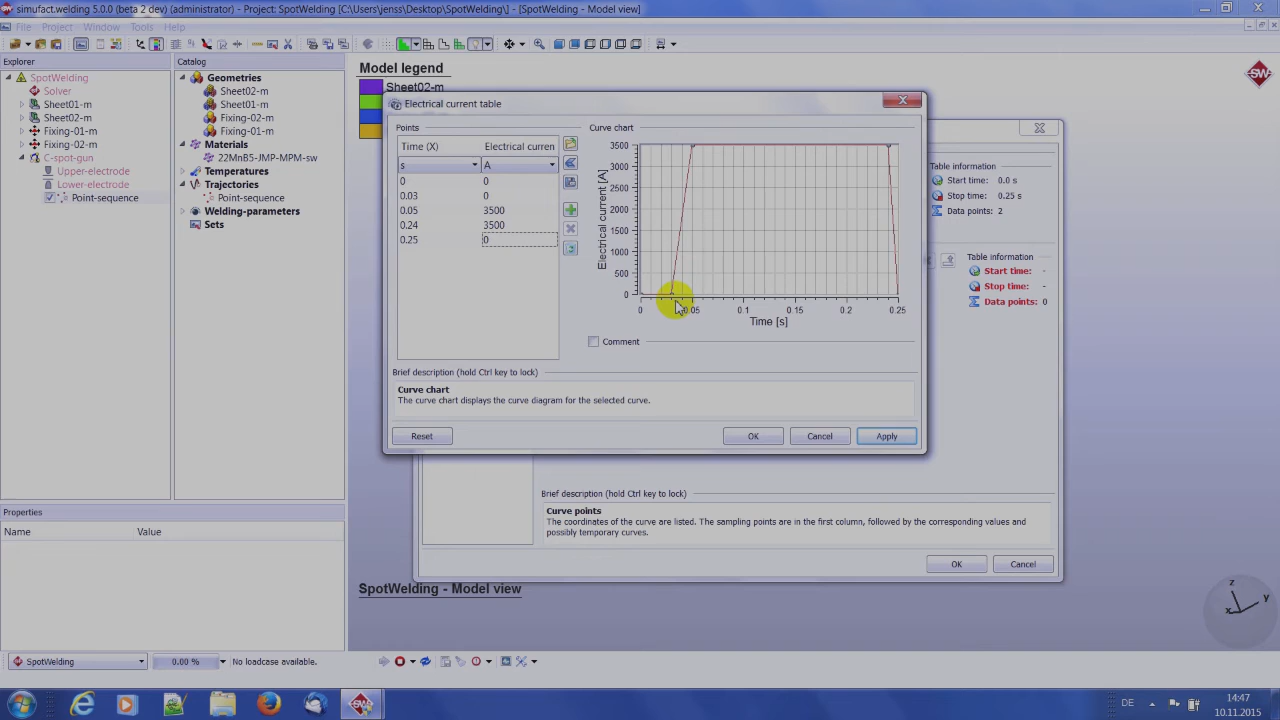 simufact.welding 5.0.0 (beta 2 dev) (administrator) - Project: SpotWelding [C:\Users\jenss\Desktop\SpotWelding\] - [SpotWelding - Model view]
File Project Window Tools Help
Explorer
SpotWelding
Solver
Sheet01-m
Sheet02-m
Fixing-01-m
Fixing-02-m
C-spot-gun
Upper-electrode
Lower-electrode
Point-sequence
Catalog
Geometries
Sheet02-m
Sheet01-m
Fixing-02-m
Fixing-01-m
Materials
22MnB5-JMP-MPM-sw
Temperatures
Trajectories
Point-sequence
Welding-parameters
Sets
Model legend
Sheet02-m
Electrical current table
Points
Time (X) Electrical curren
s A
0 0
0.03 0
0.05 3500
0.24 3500
0.25 0
Curve chart
Electrical current [A]
3500
3000
2500
2000
1500
1000
500
0
0 0.05 0.1 0.15 0.2 0.25
Time [s]
Comment
Brief description (hold Ctrl key to lock)
Curve chart
The curve chart displays the curve diagram for the selected curve.
Reset OK Cancel Apply
Table information
Start time: 0.0 s
Stop time: 0.25 s
Data points: 2
Table information
Start time: -
Stop time: -
Data points: 0
Brief description (hold Ctrl key to lock)
Curve points
The coordinates of the curve are listed. The sampling points are in the first column, followed by the corresponding values and
possibly temporary curves.
OK Cancel
Properties
Name Value
SpotWelding - Model view
z
y
x
SW
SpotWelding 0.00 % No loadcase available.
DE
14:47
10.11.2015